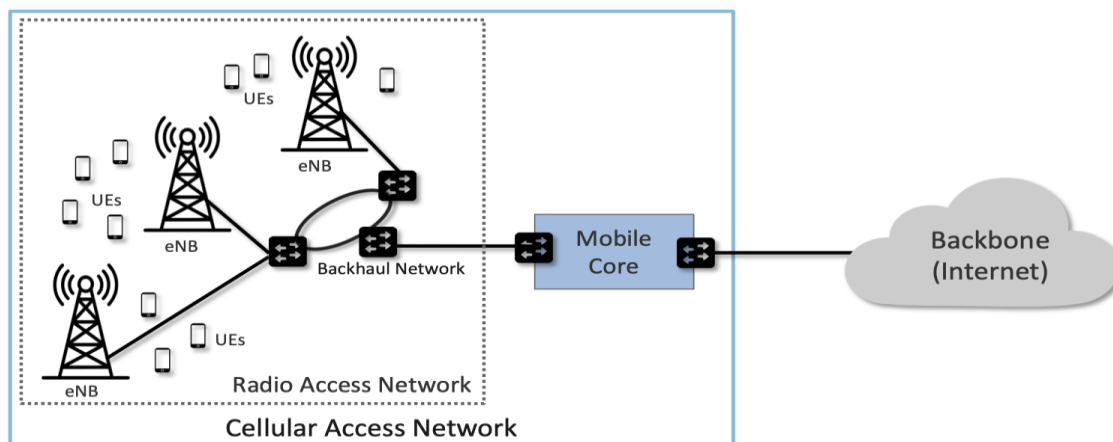 UEs
eNB
UEs
eNB
UEs
eNB
Backhaul Network
Mobile
Core
Backbone
(Internet)
Radio Access Network
Cellular Access Network